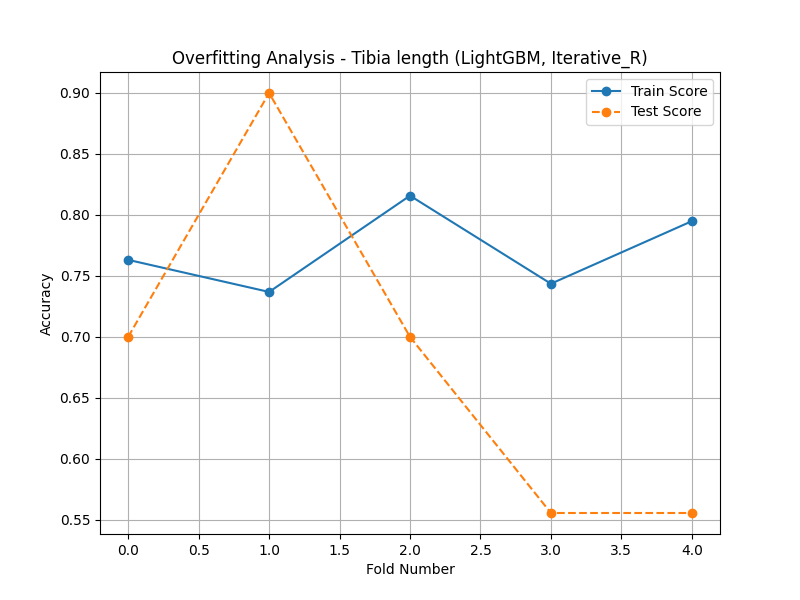 Overfitting Analysis - Tibia length (LightGBM, Iterative_R)
Train Score
Test Score
Accuracy
0.90
0.85
0.80
0.75
0.70
0.65
0.60
0.55
0.0 0.5 1.0 1.5 2.0 2.5 3.0 3.5 4.0
Fold Number